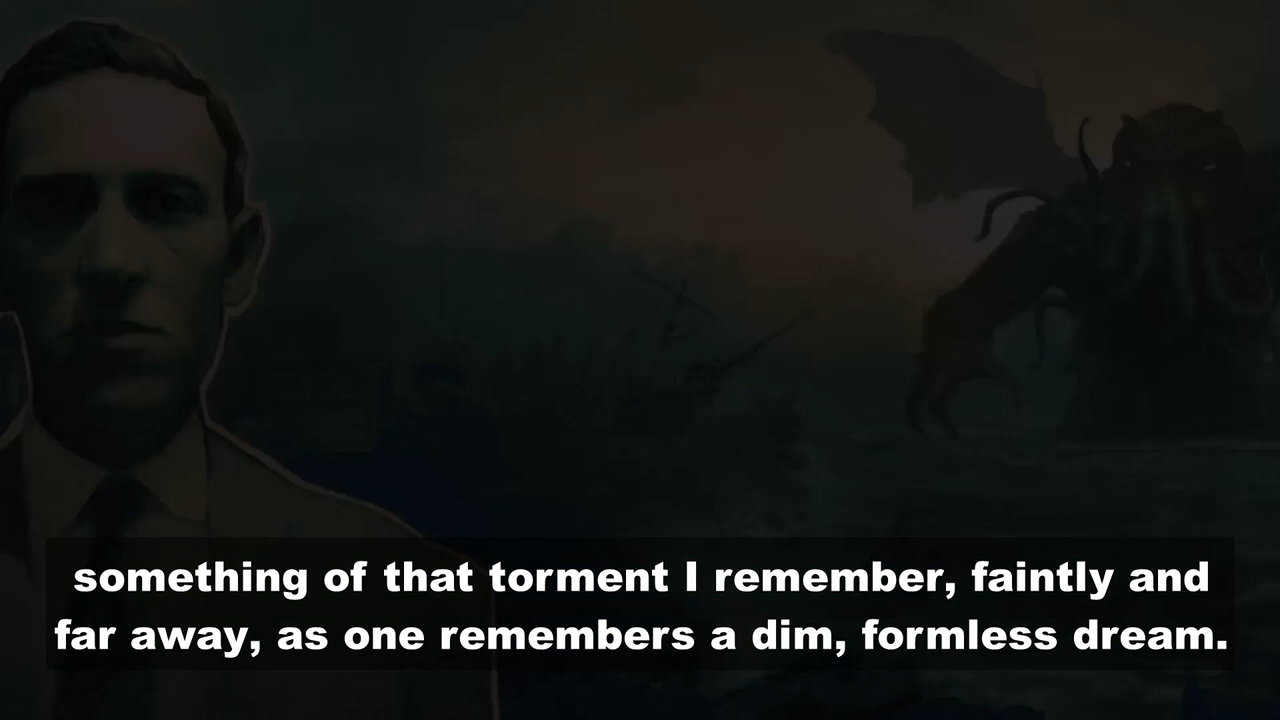 something of that torment I remember, faintly and
far away, as one remembers a dim, formless dream.